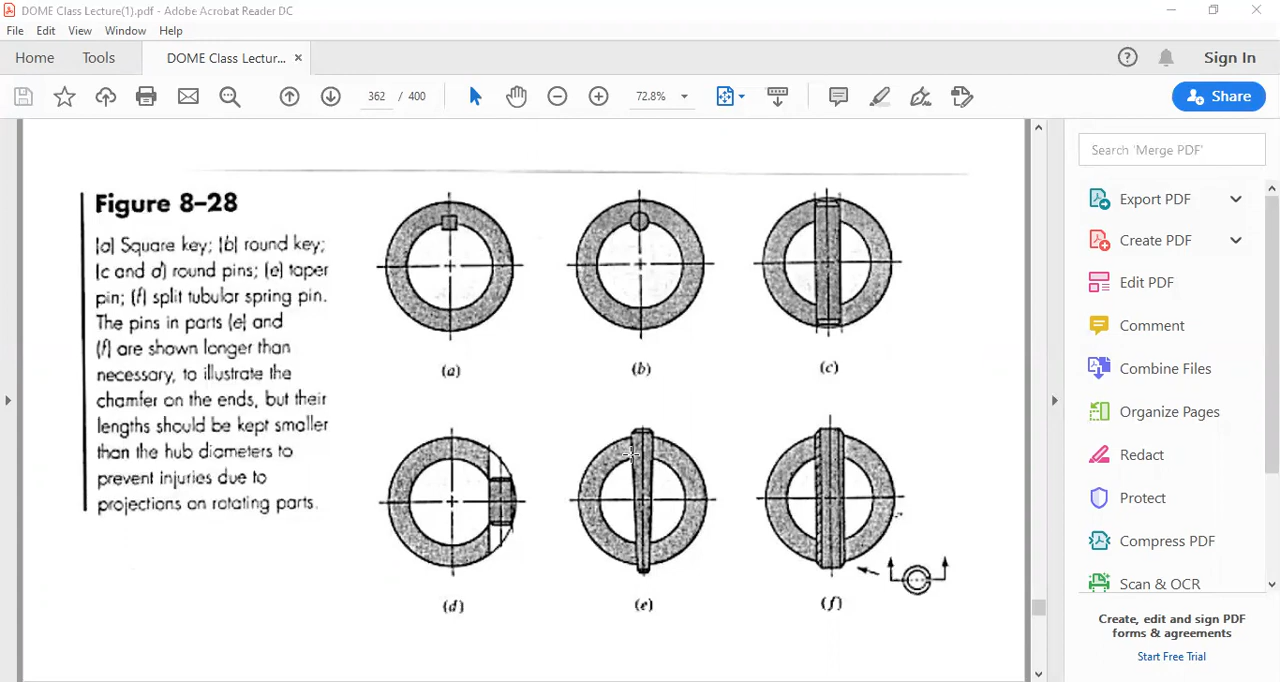 DOME Class Lecture(1).pdf - Adobe Acrobat Reader DC
File Edit View Window Help
Home Tools DOME Class Lectur... × Sign In
362 / 400 72.8% Share
Figure 8–28
(a) Square key; (b) round key;
(c and d) round pins; (e) taper
pin; (f) split tubular spring pin.
The pins in parts (e) and
(f) are shown longer than
necessary, to illustrate the
chamfer on the ends, but their
lengths should be kept smaller
than the hub diameters to
prevent injuries due to
projections on rotating parts.
(a) (b) (c)
(d) (e) (f)
Search 'Merge PDF'
Export PDF
Create PDF
Edit PDF
Comment
Combine Files
Organize Pages
Redact
Protect
Compress PDF
Scan & OCR
Create, edit and sign PDF
forms & agreements
Start Free Trial